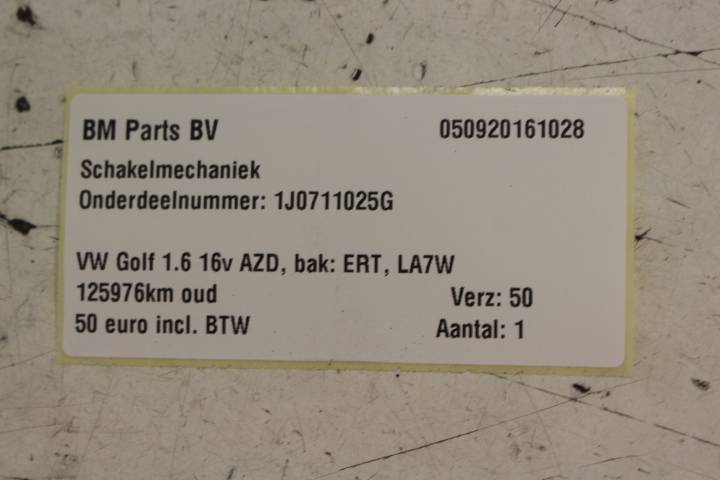 BM Parts BV 050920161028
Schakelmechaniek
Onderdeelnummer: 1J0711025G
VW Golf 1.6 16v AZD, bak: ERT, LA7W
125976km oud Verz: 50
50 euro incl. BTW Aantal: 1